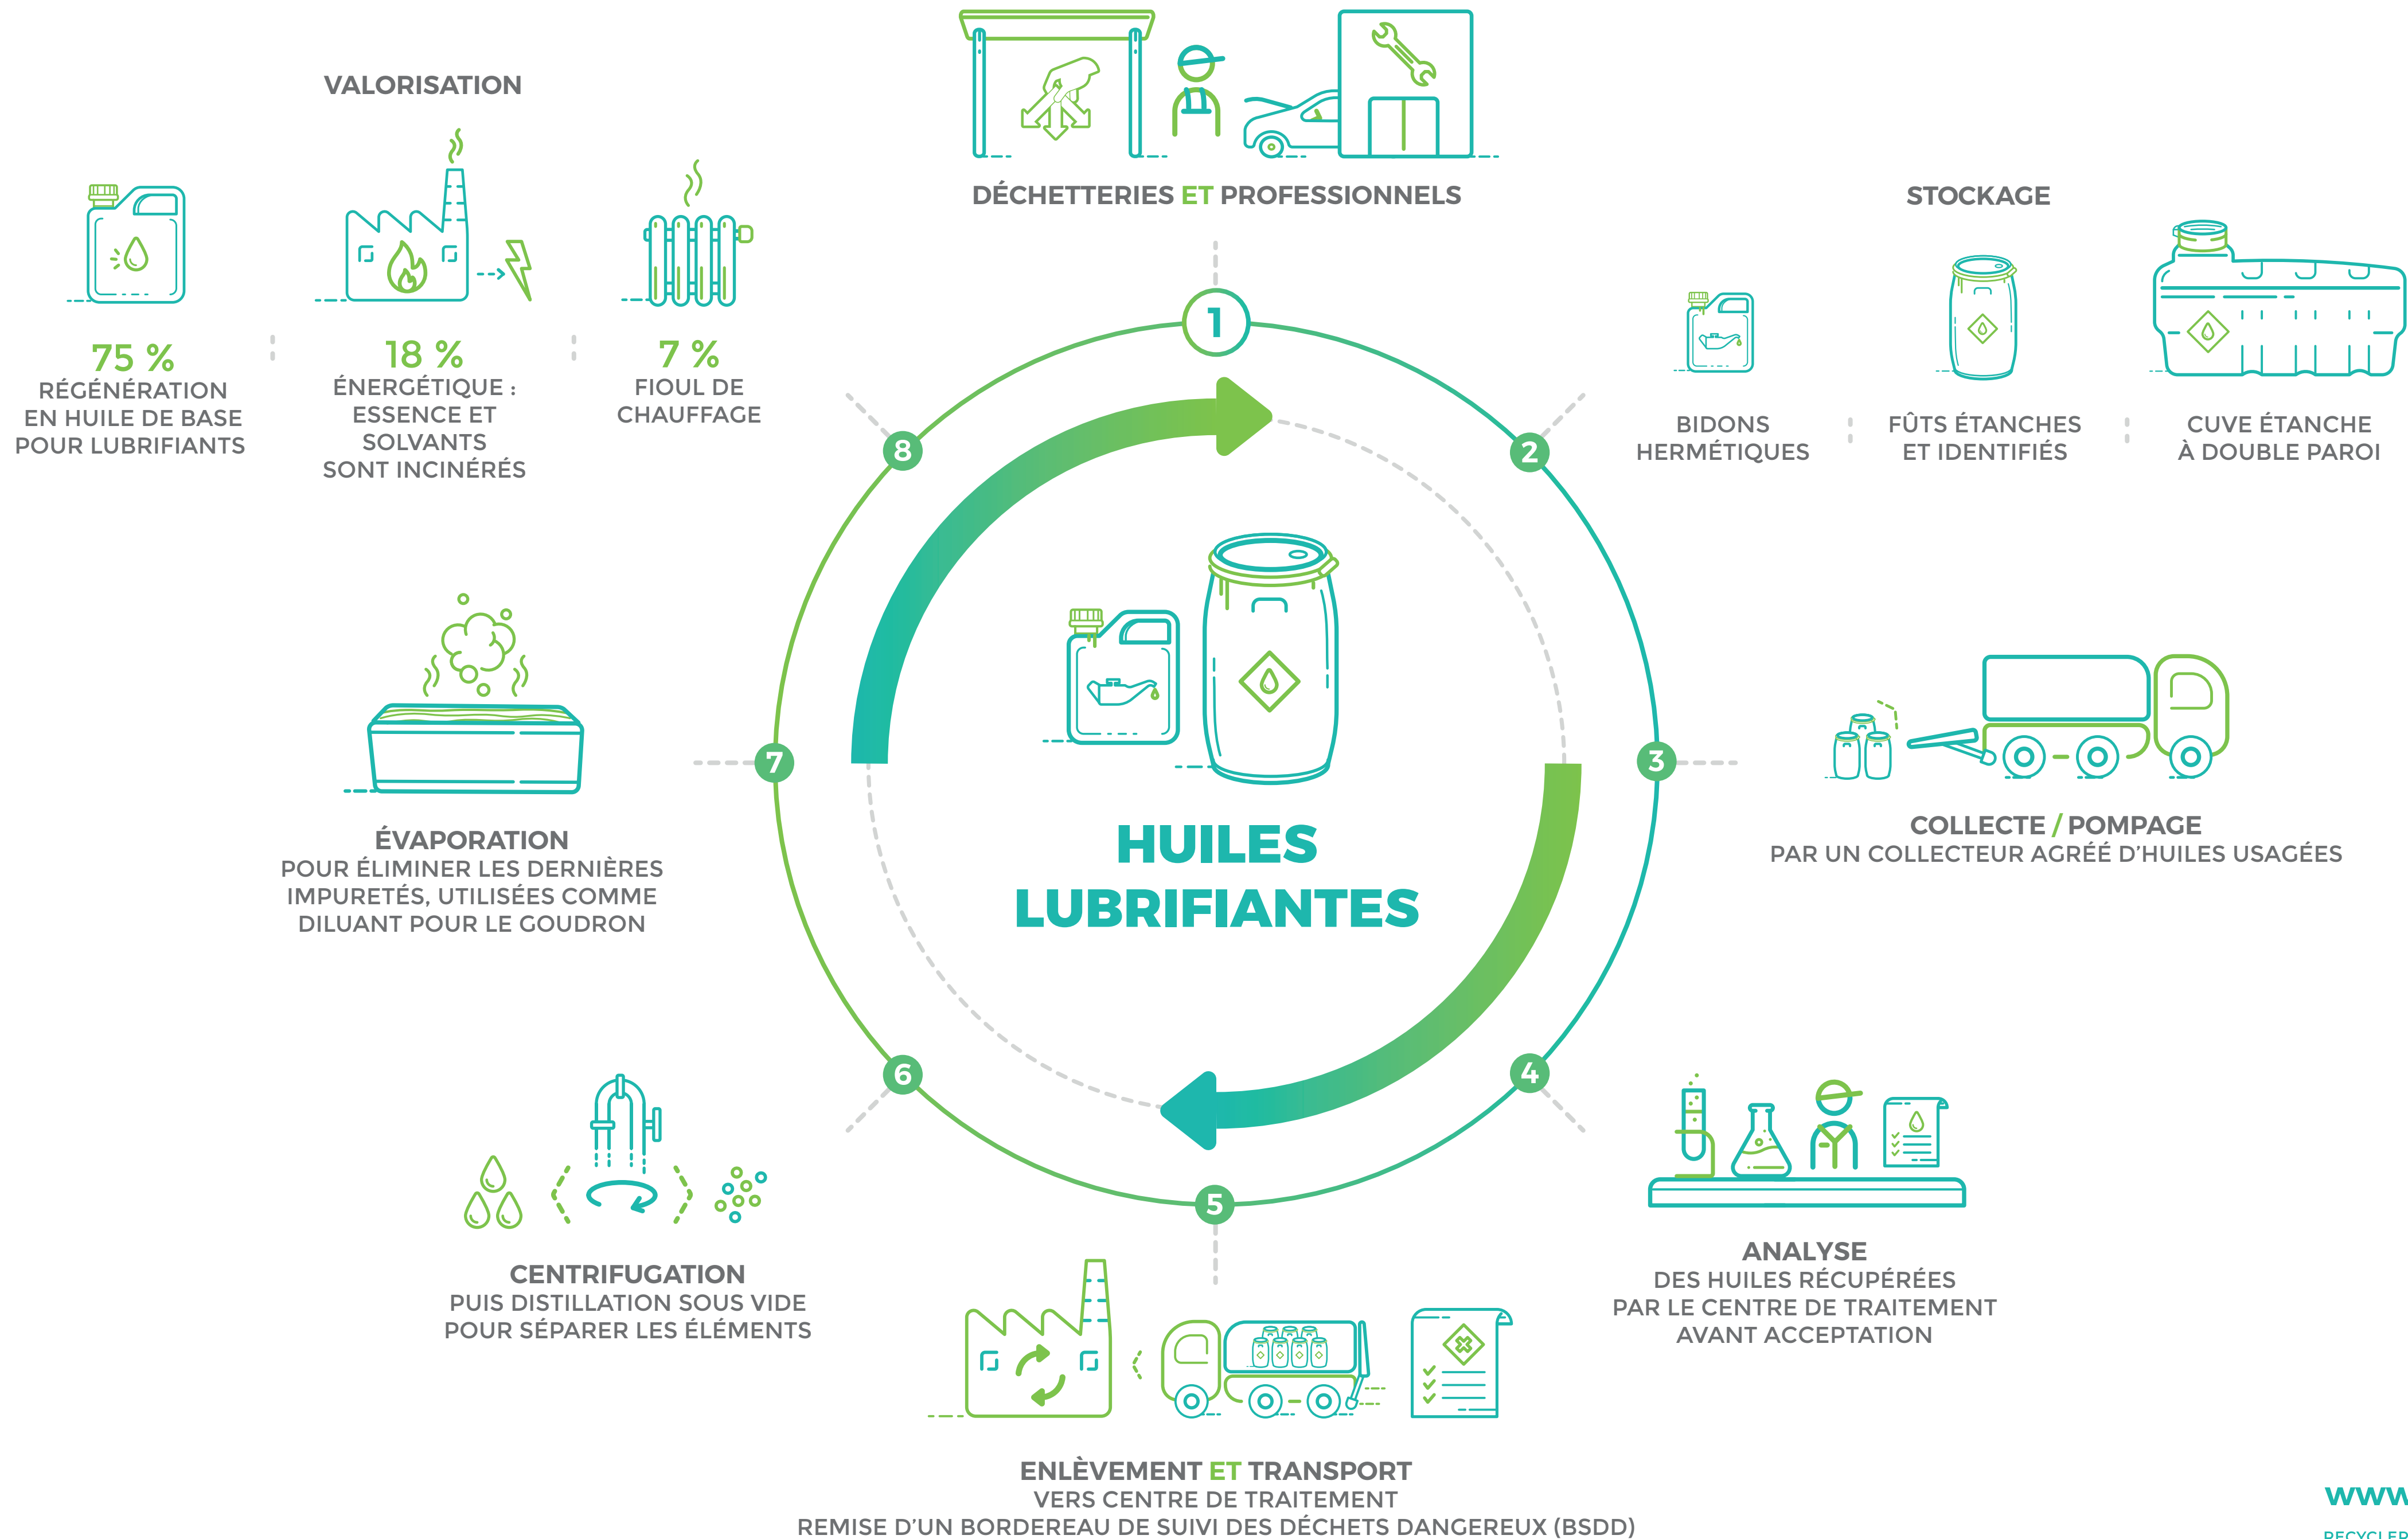 DÉCHETTERIES ET PROFESSIONNELS
1
STOCKAGE
BIDONS
HERMÉTIQUES
FÛTS ÉTANCHES
ET IDENTIFIÉS
CUVE ÉTANCHE
À DOUBLE PAROI
2
COLLECTE / POMPAGE
PAR UN COLLECTEUR AGRÉÉ D'HUILES USAGÉES
3
ANALYSE
DES HUILES RÉCUPÉRÉES
PAR LE CENTRE DE TRAITEMENT
AVANT ACCEPTATION
4
5
ENLÈVEMENT ET TRANSPORT
VERS CENTRE DE TRAITEMENT
REMISE D'UN BORDEREAU DE SUIVI DES DÉCHETS DANGEREUX (BSDD)
6
CENTRIFUGATION
PUIS DISTILLATION SOUS VIDE
POUR SÉPARER LES ÉLÉMENTS
7
ÉVAPORATION
POUR ÉLIMINER LES DERNIÈRES
IMPURETÉS, UTILISÉES COMME
DILUANT POUR LE GOUDRON
8
VALORISATION
75 %
RÉGÉNÉRATION
EN HUILE DE BASE
POUR LUBRIFIANTS
18 %
ÉNERGÉTIQUE :
ESSENCE ET
SOLVANTS
SONT INCINÉRÉS
7 %
FIOUL DE
CHAUFFAGE
HUILES
LUBRIFIANTES